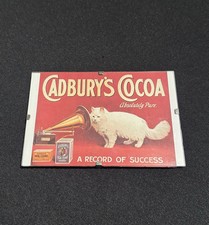 CADBURY'S COCOA
Absolutely Pure
A RECORD OF SUCCESS